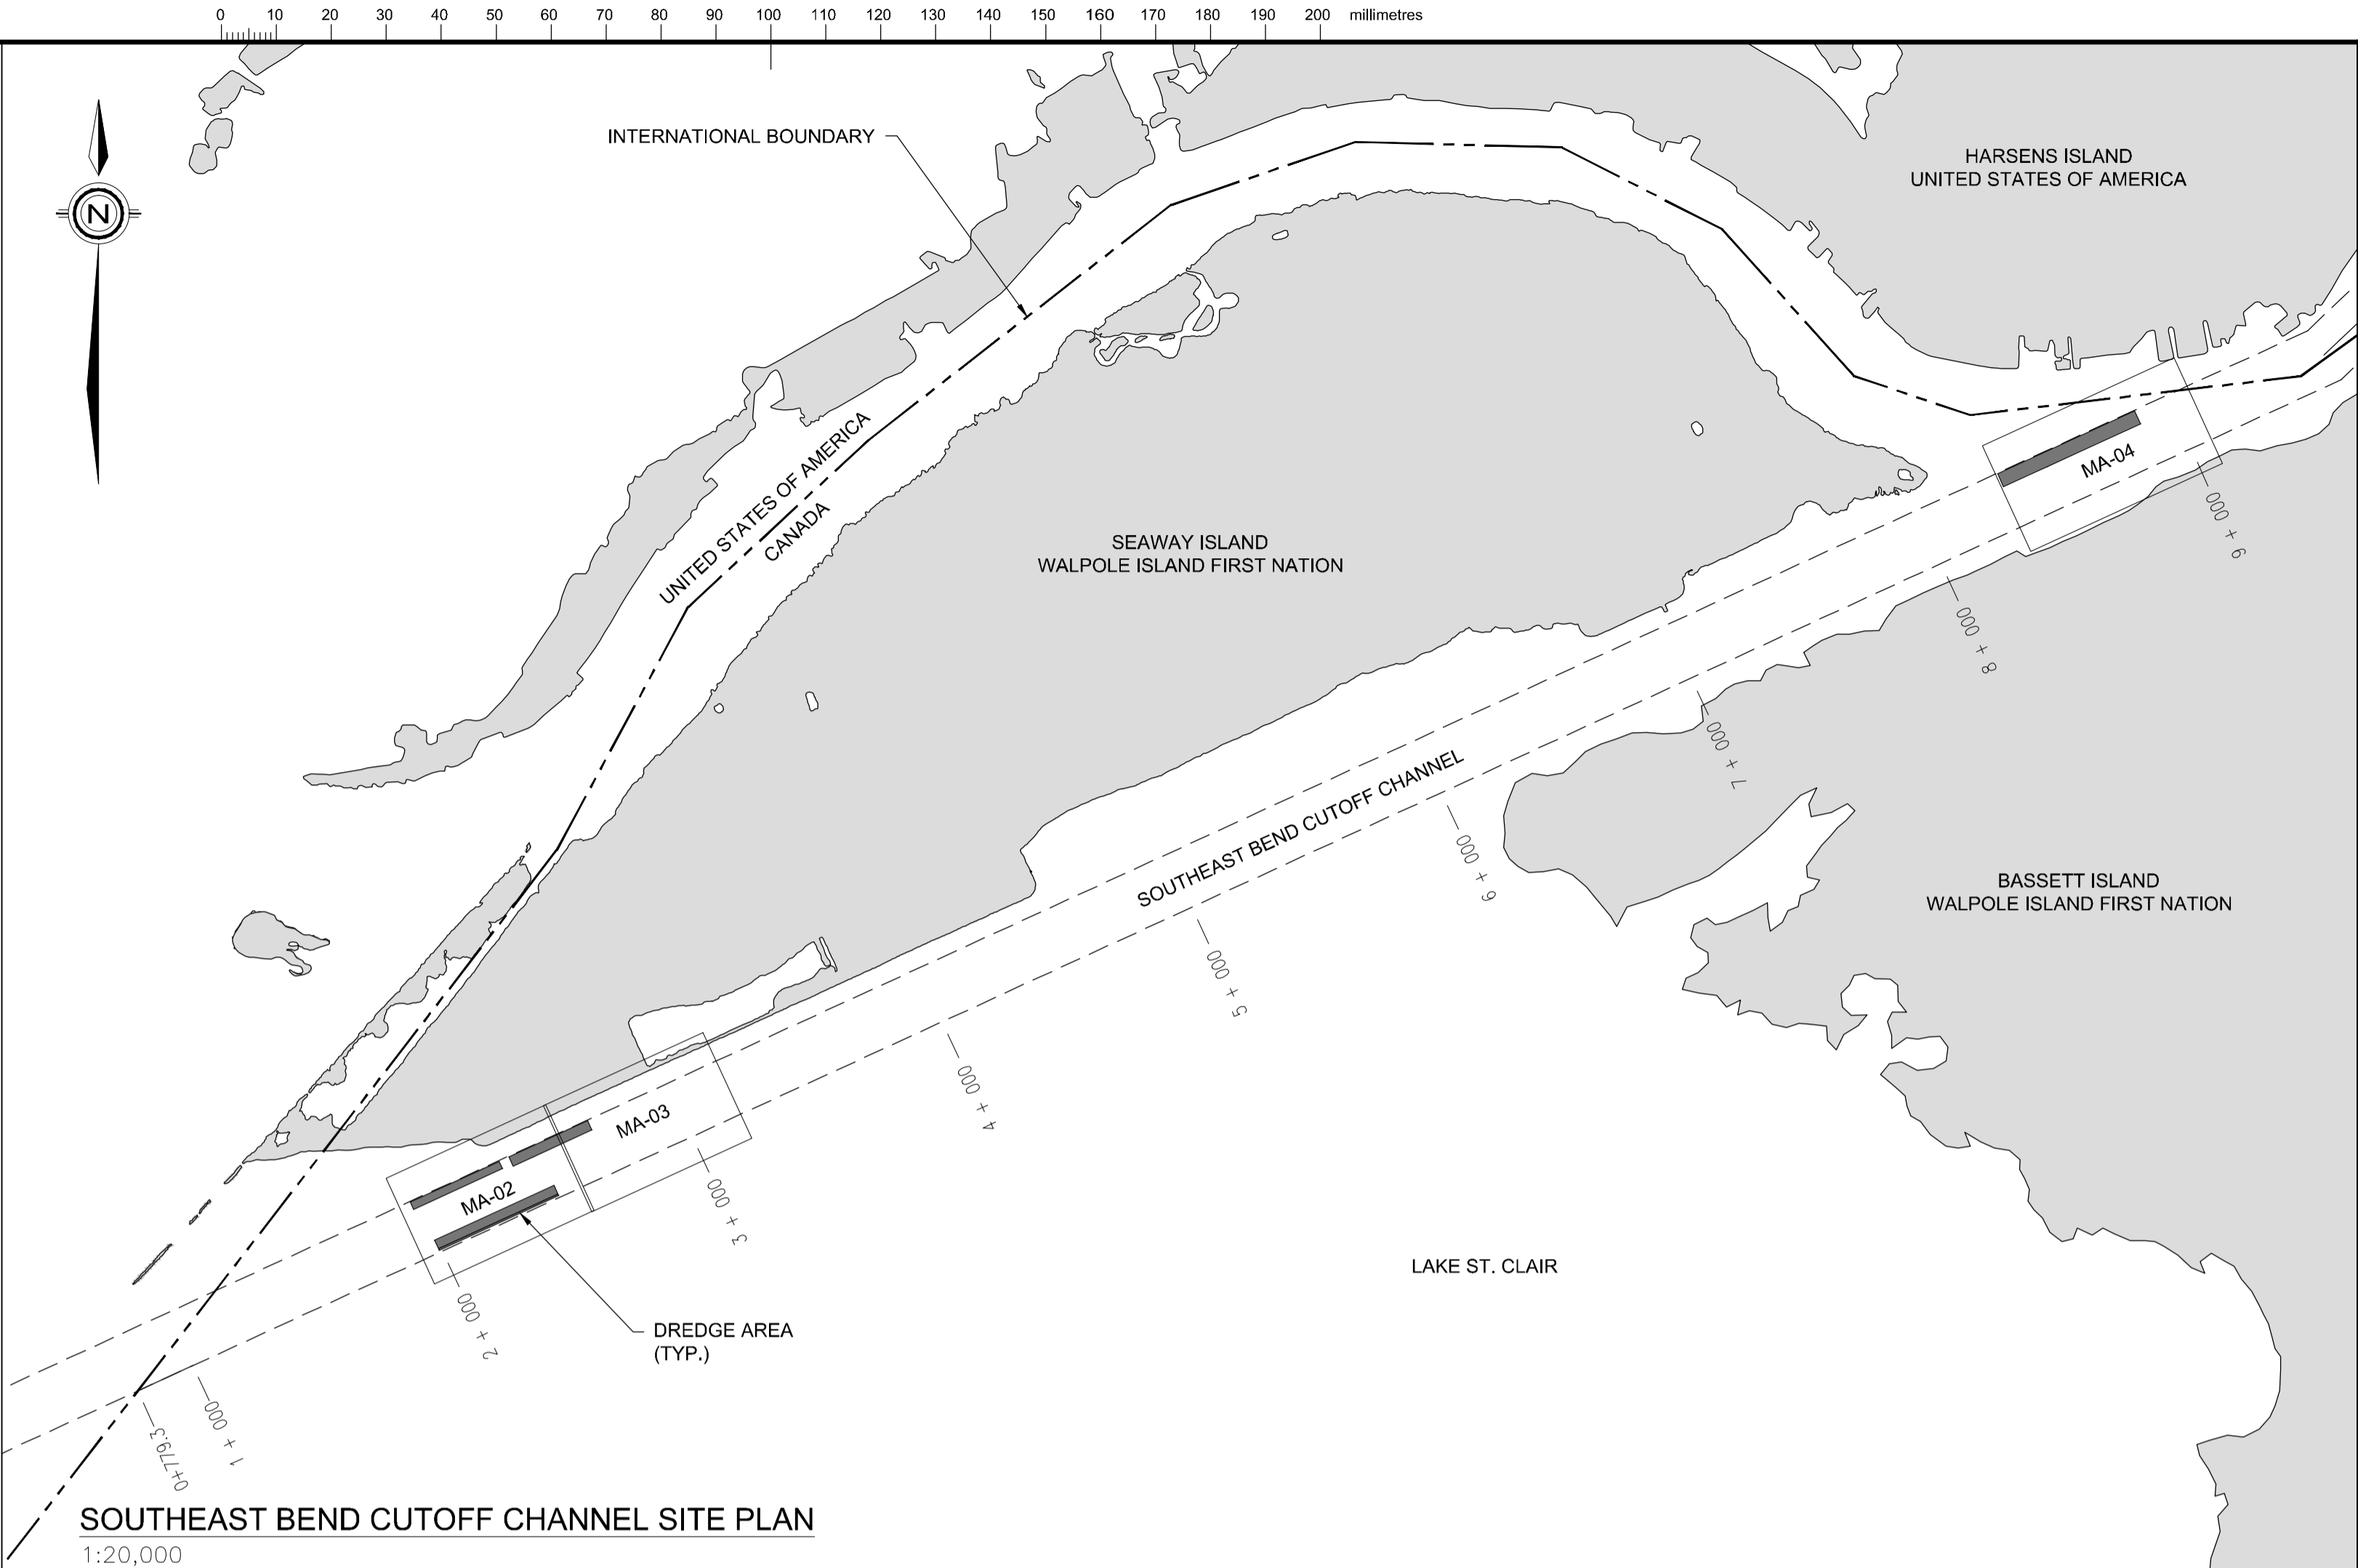 0 10 20 30 40 50 60 70 80 90 100 110 120 130 140 150 160 170 180 190 200 millimetres
INTERNATIONAL BOUNDARY
HARSENS ISLAND
UNITED STATES OF AMERICA
N
UNITED STATES OF AMERICA
CANADA
SEAWAY ISLAND
WALPOLE ISLAND FIRST NATION
MA-04
9 + 000
8 + 000
7 + 000
SOUTHEAST BEND CUTOFF CHANNEL
6 + 000
BASSETT ISLAND
WALPOLE ISLAND FIRST NATION
5 + 000
4 + 000
MA-03
MA-02
3 + 000
LAKE ST. CLAIR
2 + 000
DREDGE AREA
(TYP.)
1 + 000
0+779.3
SOUTHEAST BEND CUTOFF CHANNEL SITE PLAN
1:20,000